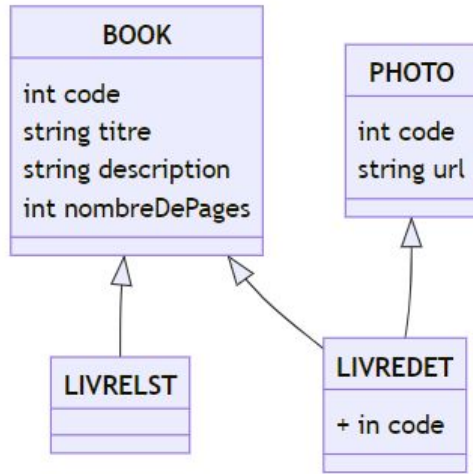 BOOK
int code
string titre
string description
int nombreDePages
PHOTO
int code
string url
LIVRELST
LIVREDET
+ in code